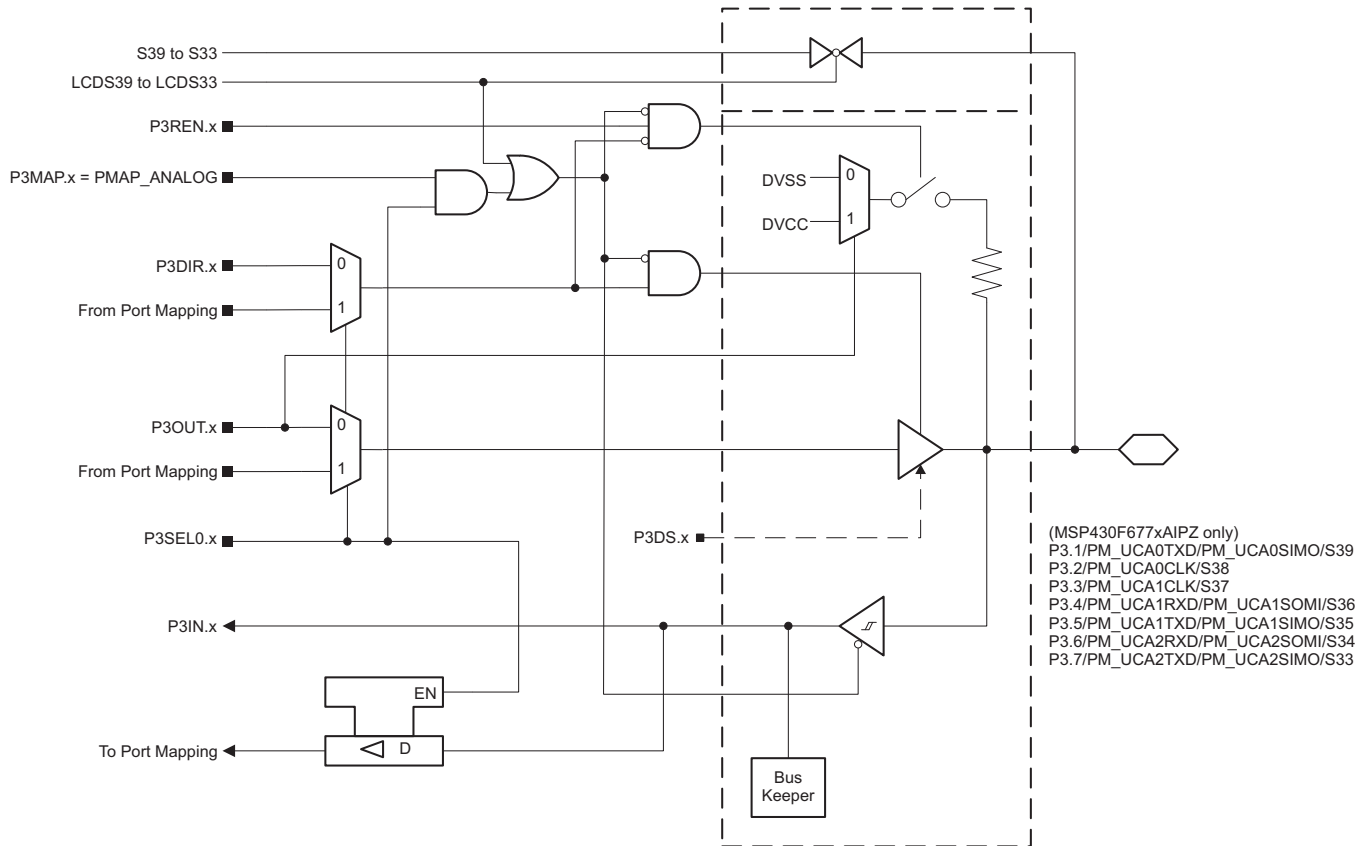 S39 to S33
LCDS39 to LCDS33
P3REN.x
P3MAP.x = PMAP_ANALOG
DVSS
0
DVCC
1
P3DIR.x
0
From Port Mapping
1
P3OUT.x
0
From Port Mapping
1
P3SEL0.x
P3DS.x
(MSP430F677xAIPZ only)
P3.1/PM_UCA0TXD/PM_UCA0SIMO/S39
P3.2/PM_UCA0CLK/S38
P3.3/PM_UCA1CLK/S37
P3.4/PM_UCA1RXD/PM_UCA1SOMI/S36
P3.5/PM_UCA1TXD/PM_UCA1SIMO/S35
P3.6/PM_UCA2RXD/PM_UCA2SOMI/S34
P3.7/PM_UCA2TXD/PM_UCA2SIMO/S33
P3IN.x
EN
To Port Mapping
D
Bus
Keeper